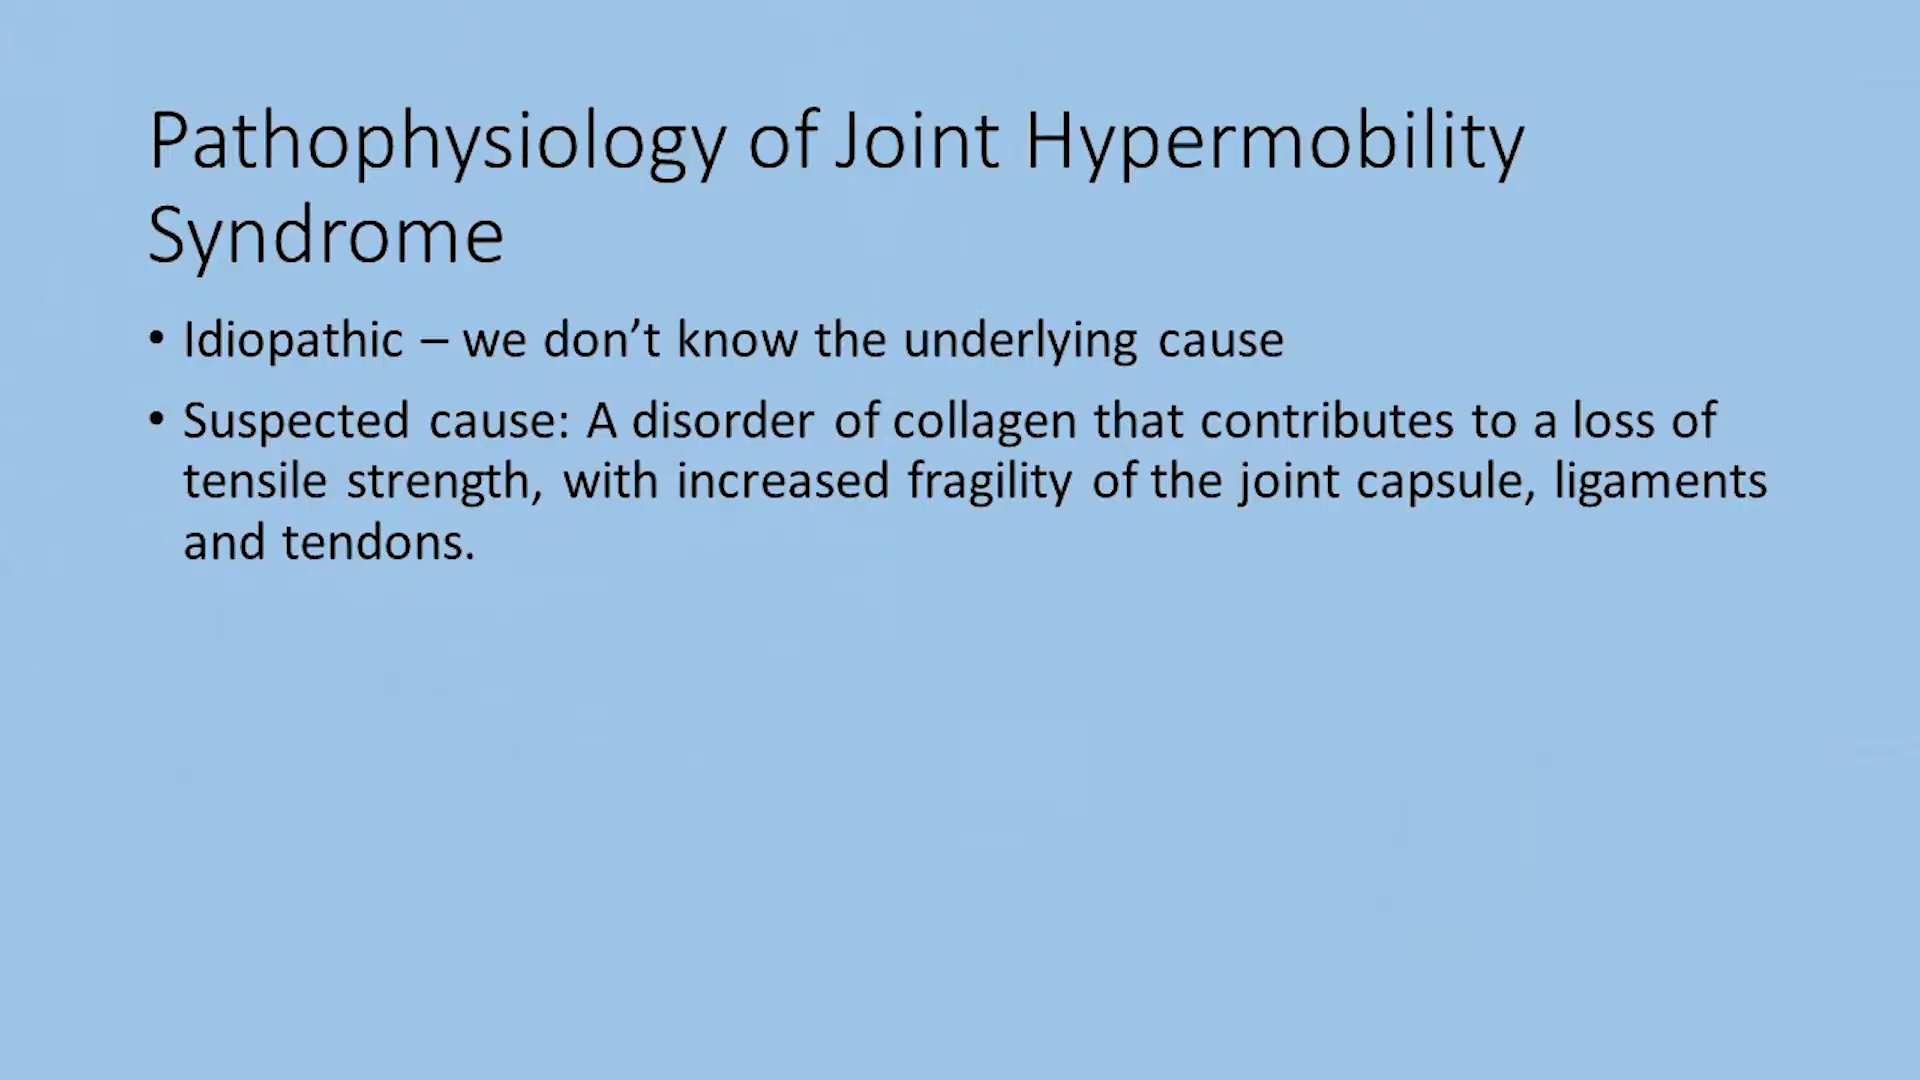 Pathophysiology of Joint Hypermobility
Syndrome
• Idiopathic – we don’t know the underlying cause
• Suspected cause: A disorder of collagen that contributes to a loss of
tensile strength, with increased fragility of the joint capsule, ligaments
and tendons.